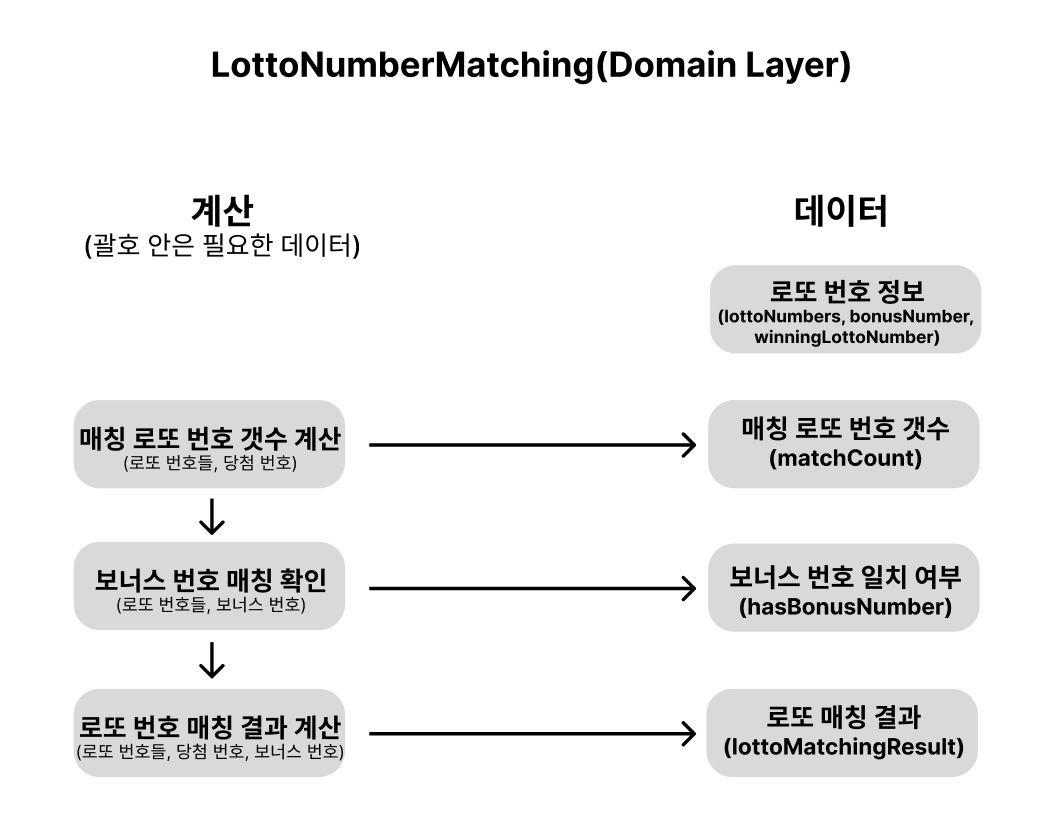 LottoNumberMatching(Domain Layer)
계산
(괄호 안은 필요한 데이터)
데이터
로또 번호 정보
(lottoNumbers, bonusNumber,
winningLottoNumber)
매칭 로또 번호 갯수 계산
(로또 번호들, 당첨 번호)
매칭 로또 번호 갯수
(matchCount)
보너스 번호 매칭 확인
(로또 번호들, 보너스 번호)
보너스 번호 일치 여부
(hasBonusNumber)
로또 번호 매칭 결과 계산
(로또 번호들, 당첨 번호, 보너스 번호)
로또 매칭 결과
(lottoMatchingResult)